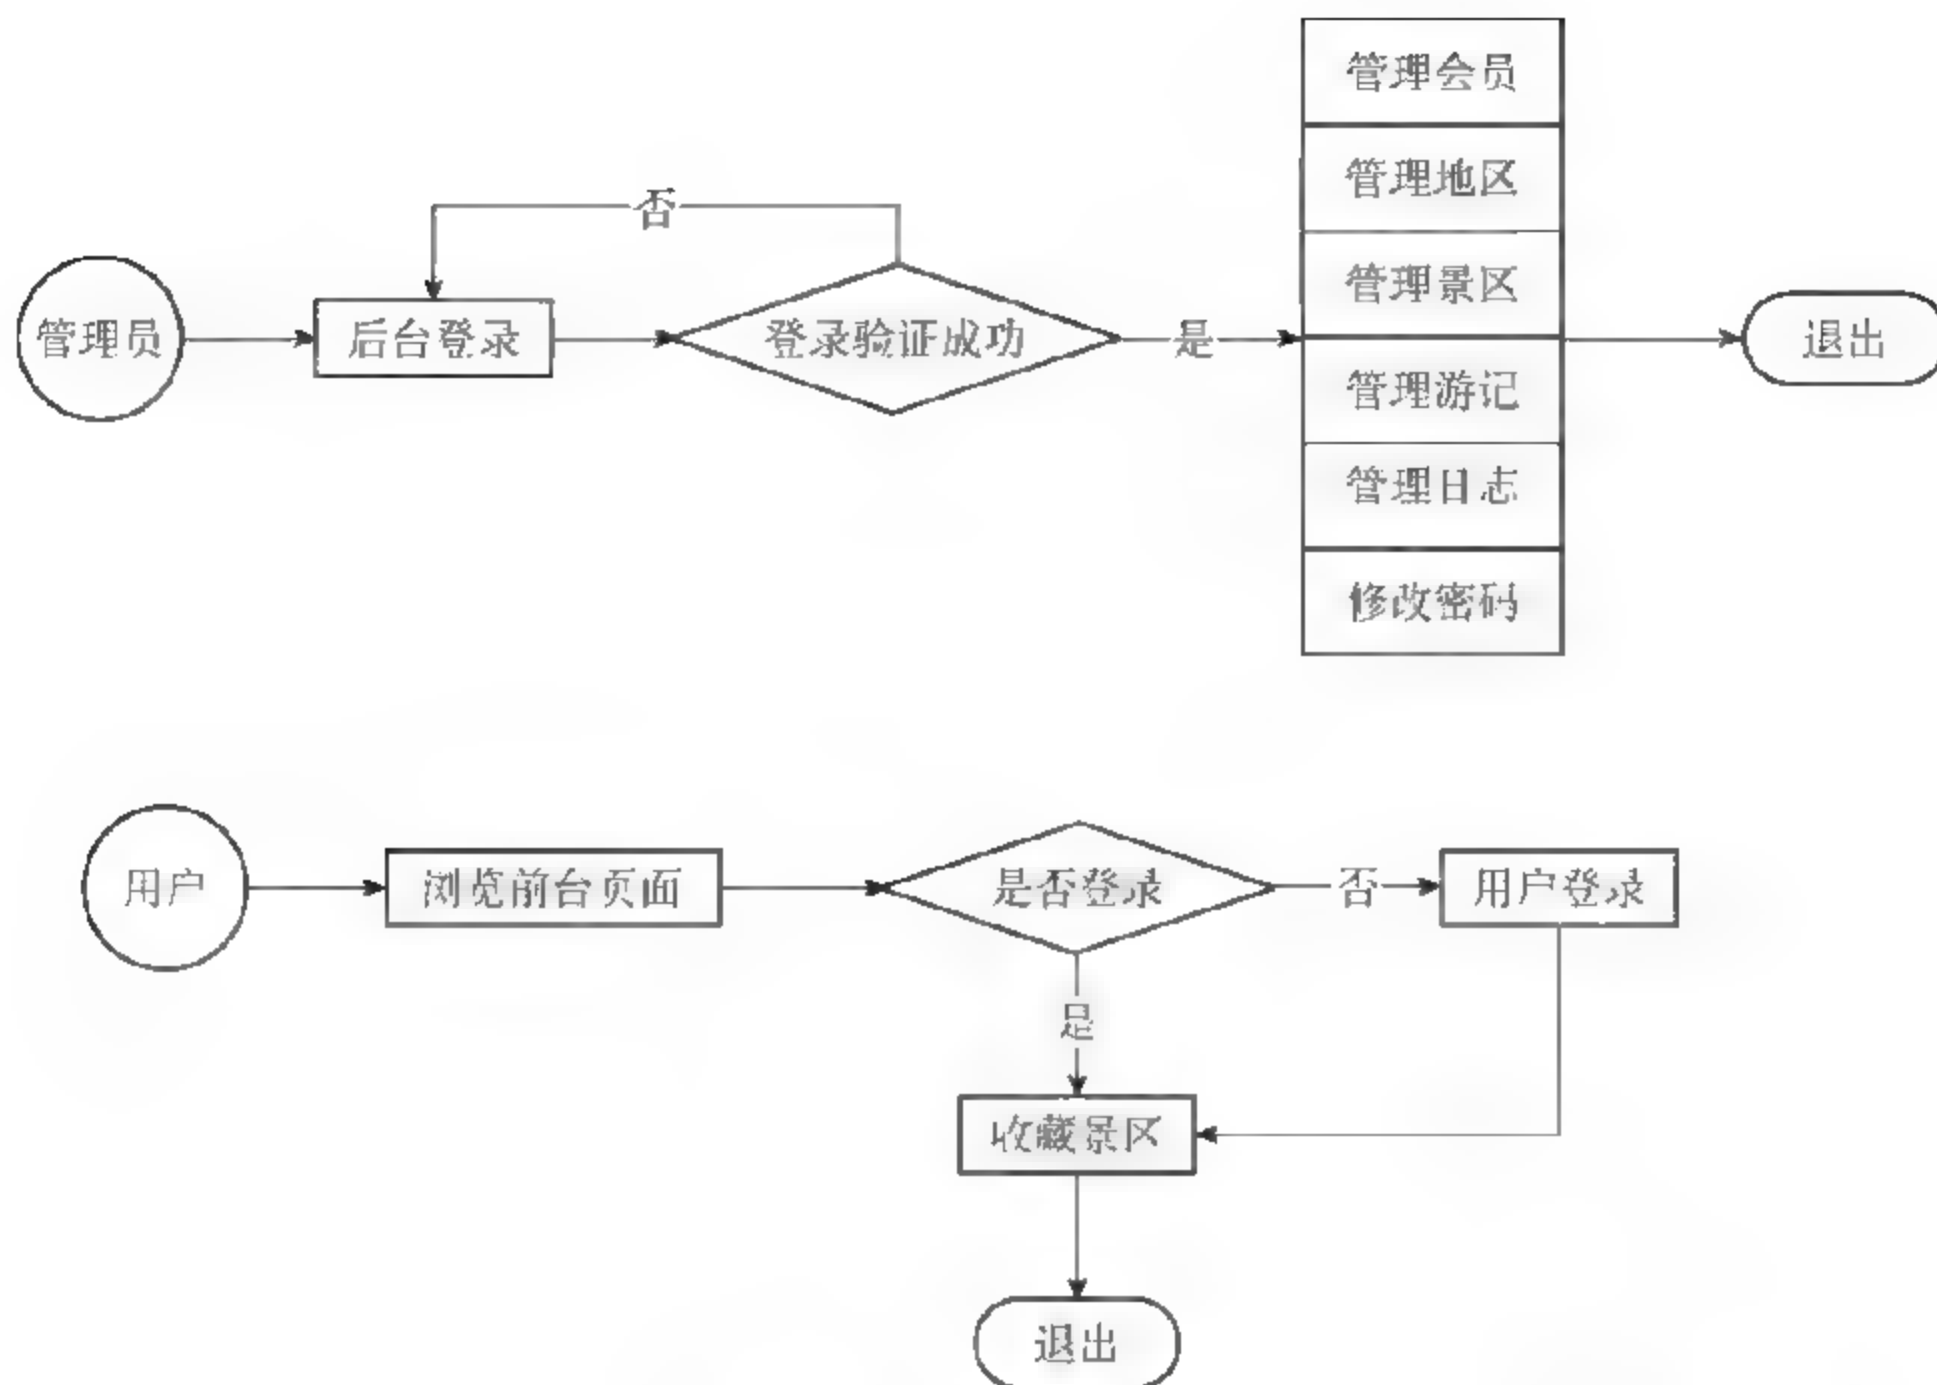 管理会员
管理地区
否
管理景区
管理员
后台登录
登录验证成功
是
退出
管理游记
管理日志
修改密码
用户
浏览前台页面
是否登录
否
用户登录
是
收藏景区
退出